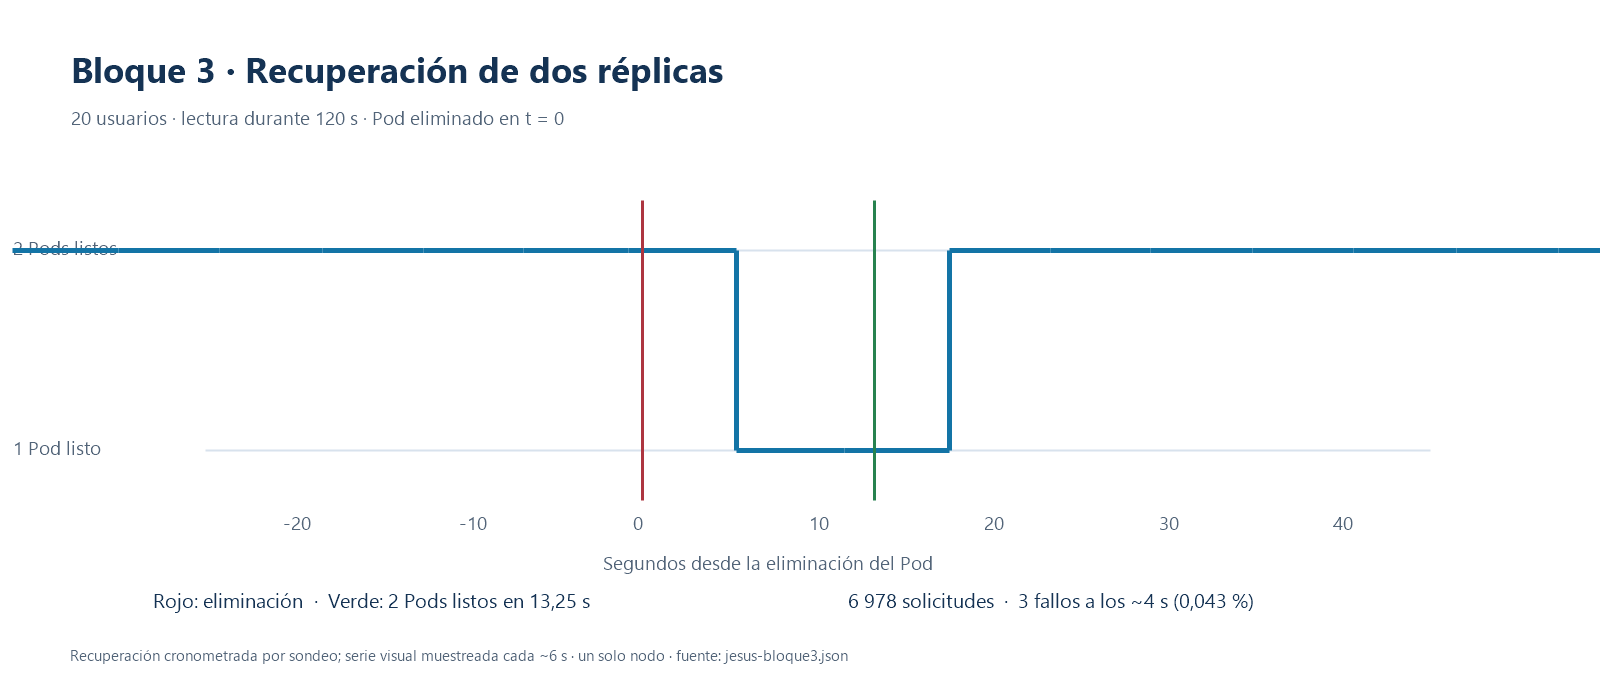 Bloque 3 · Recuperación de dos réplicas
20 usuarios · lectura durante 120 s · Pod eliminado en t = 0
2 Pods listos
1 Pod listo
-20 -10 0 10 20 30 40
Segundos desde la eliminación del Pod
Rojo: eliminación · Verde: 2 Pods listos en 13,25 s
6 978 solicitudes · 3 fallos a los ~4 s (0,043 %)
Recuperación cronometrada por sondeo; serie visual muestreada cada ~6 s · un solo nodo · fuente: jesus-bloque3.json